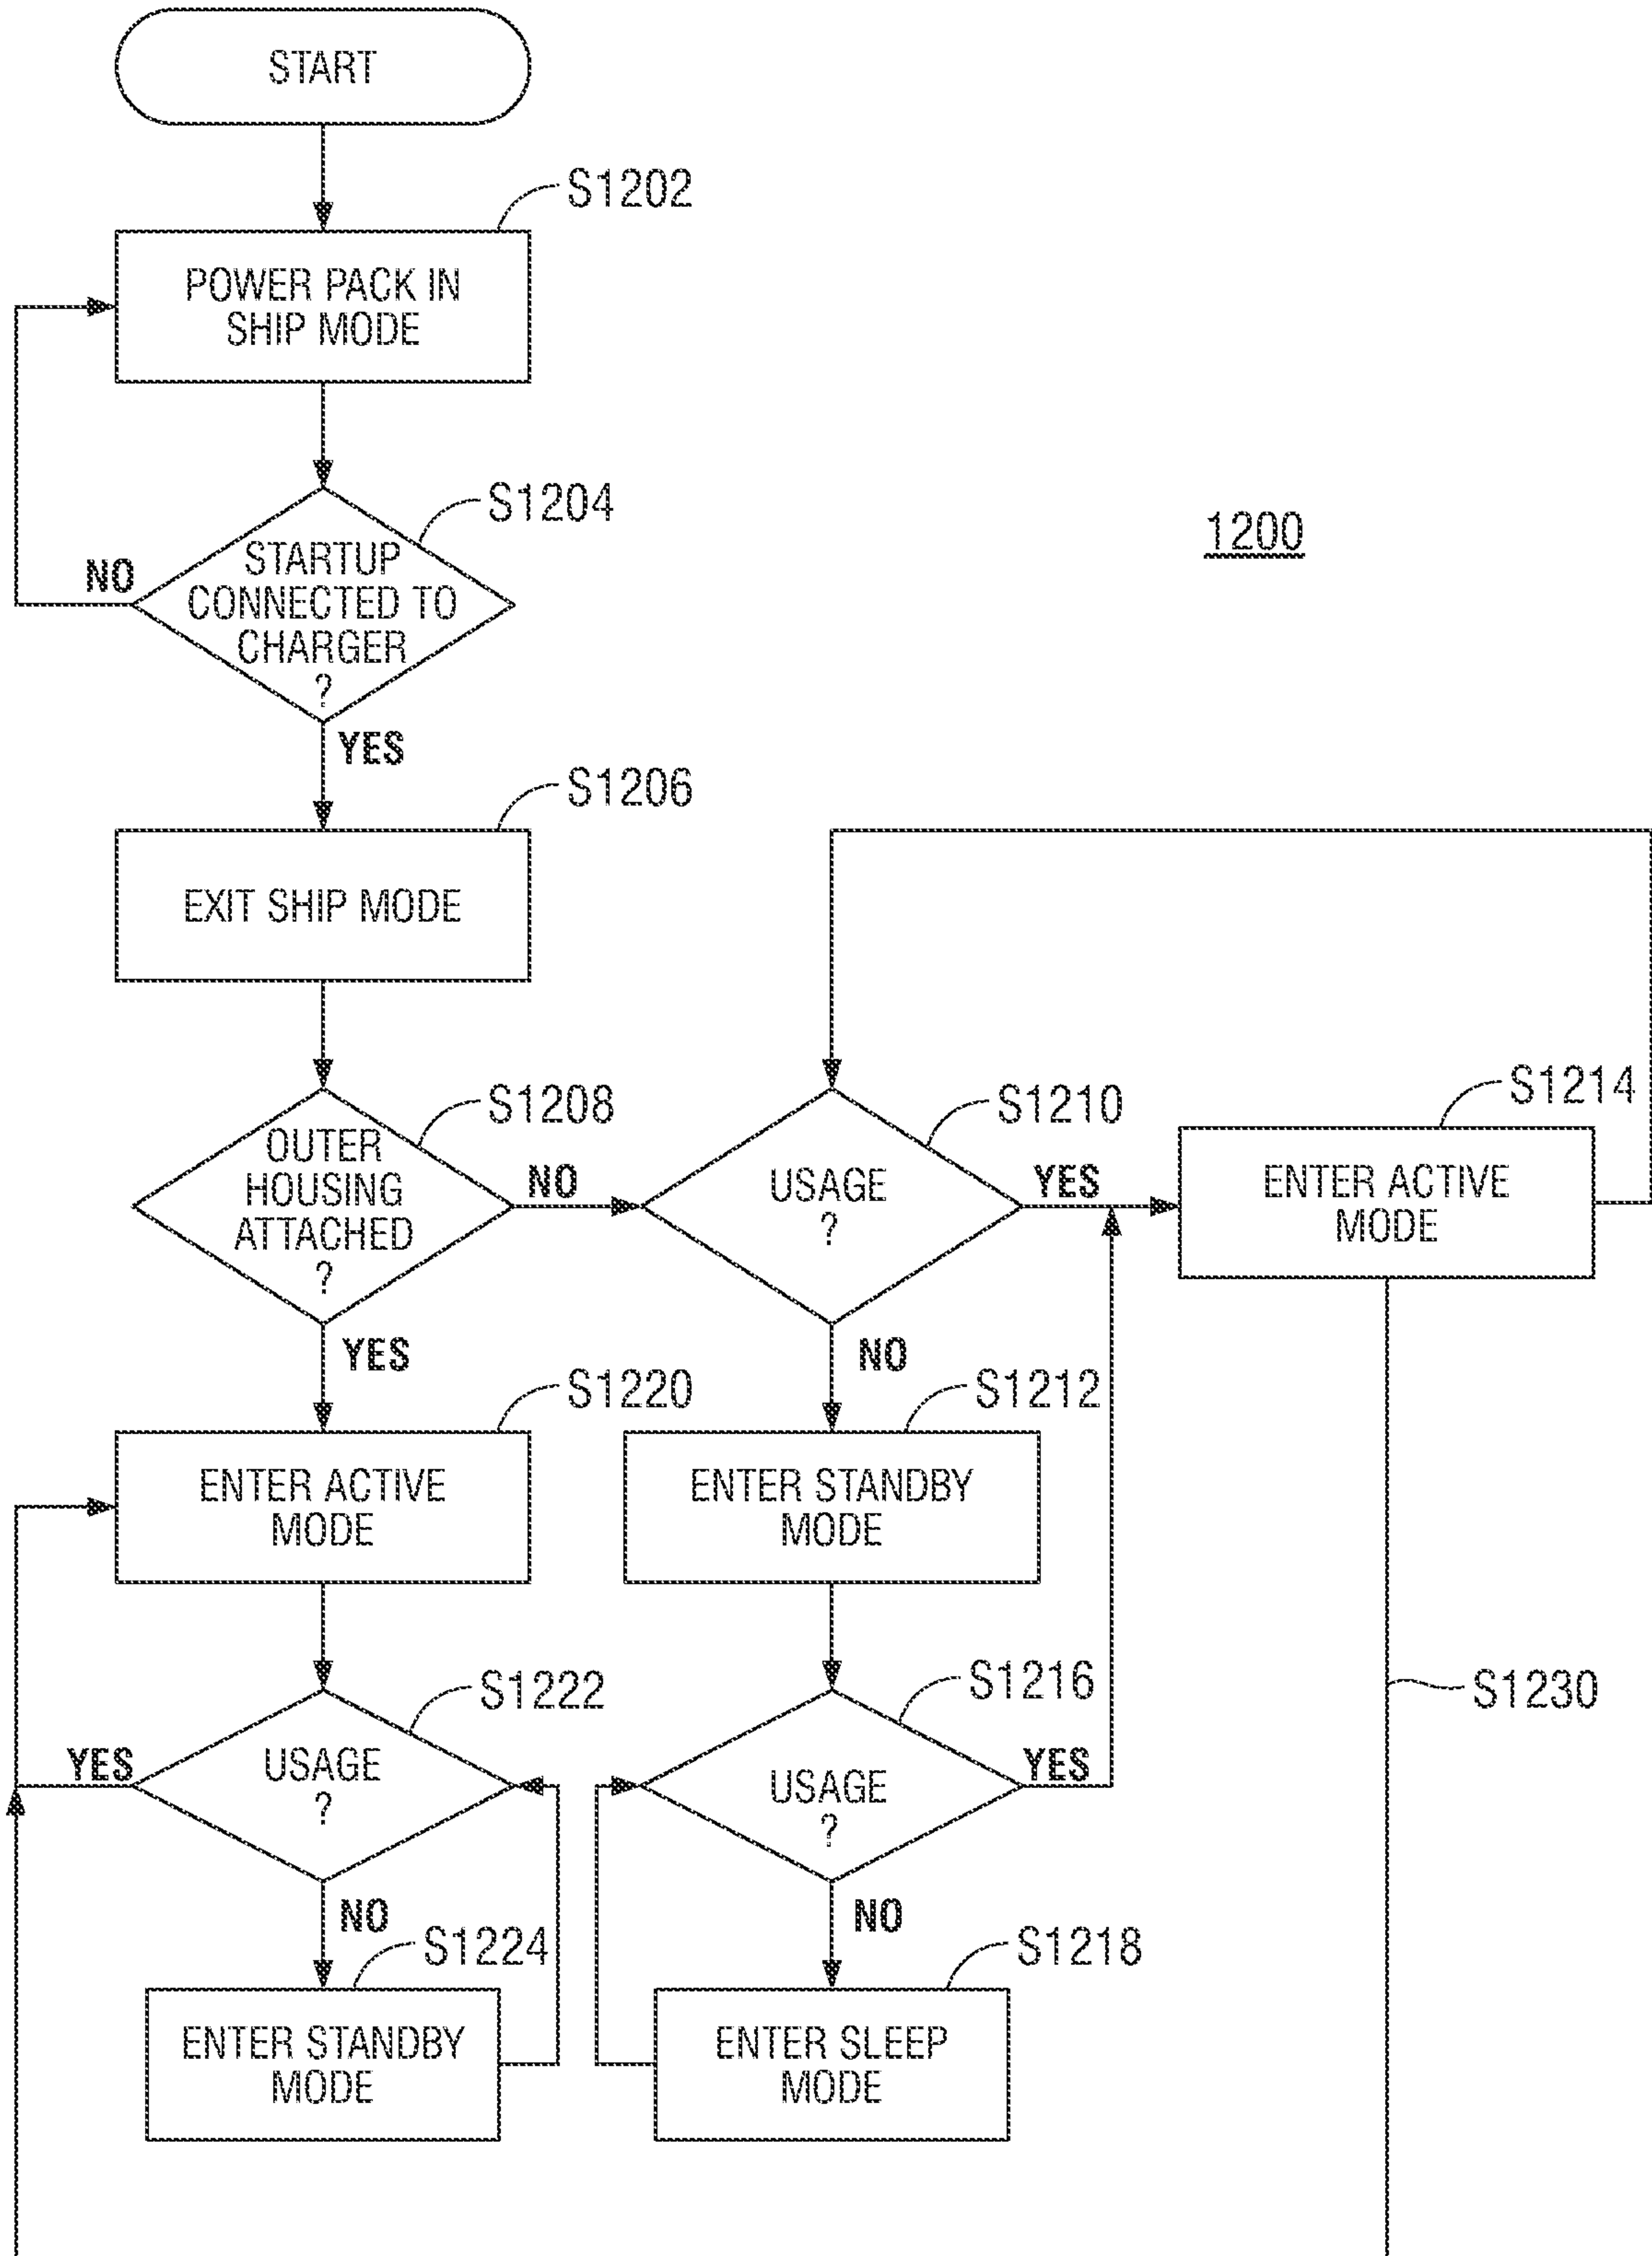 START
S1202
POWER PACK IN
SHIP MODE
S1204
STARTUP
CONNECTED TO
CHARGER
?
NO
YES
1200
S1206
EXIT SHIP MODE
S1208
OUTER
HOUSING
ATTACHED
?
NO
YES
S1210
USAGE
?
YES
NO
S1214
ENTER ACTIVE
MODE
S1220
ENTER ACTIVE
MODE
S1212
ENTER STANDBY
MODE
S1222
USAGE
?
YES
NO
S1216
USAGE
?
YES
NO
S1230
S1224
ENTER STANDBY
MODE
S1218
ENTER SLEEP
MODE